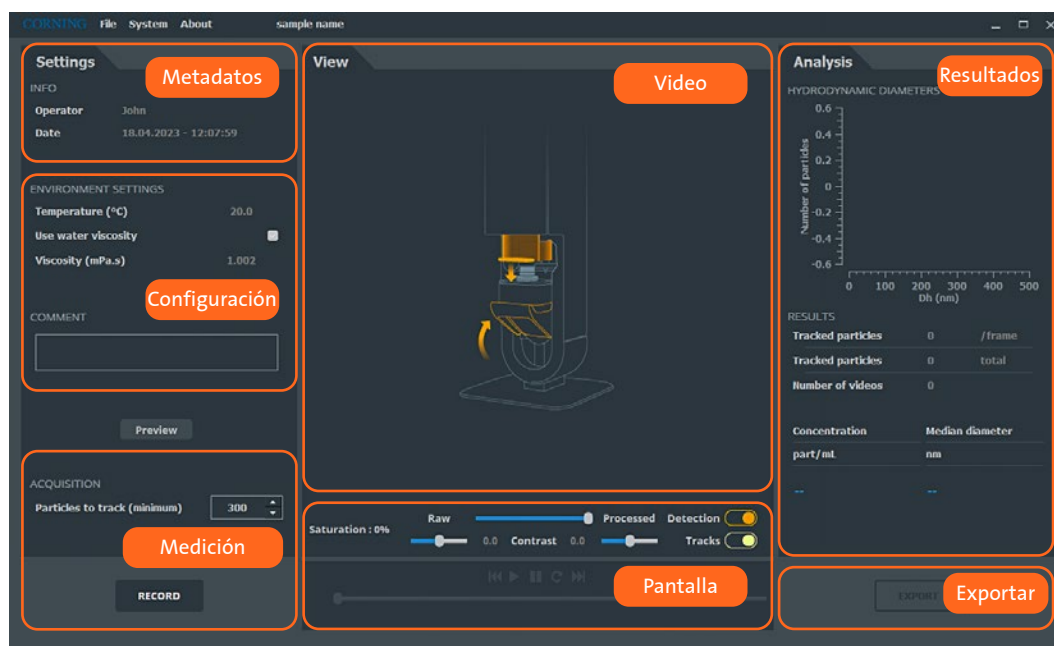 CORNING File System About sample name
Settings
Metadatos
INFO
Operator John
Date 18.04.2023 - 12:07:59
ENVIRONMENT SETTINGS
Temperature (°C) 20.0
Use water viscosity
Viscosity (mPa.s) 1.002
Configuración
COMMENT
Preview
ACQUISITION
Particles to track (minimum) 300
Medición
RECORD
View
Video
Saturation : 0% Raw Processed Detection
0.0 Contrast 0.0 Tracks
Pantalla
Analysis
Resultados
HYDRODYNAMIC DIAMETERS
Number of particles
0.6
0.4
0.2
0
-0.2
-0.4
-0.6
0 100 200 300 400 500
Dh (nm)
RESULTS
Tracked particles 0 /frame
Tracked particles 0 total
Number of videos 0
Concentration Median diameter
part/mL nm
-- --
EXPORT
Exportar